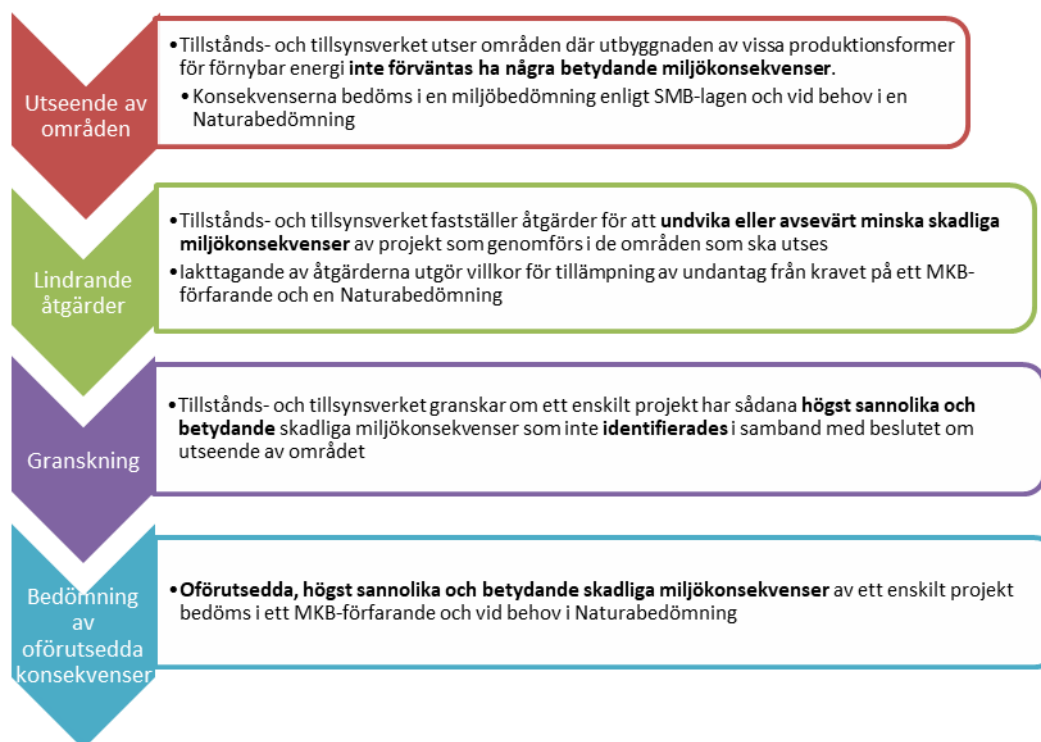 Utseende av
områden
•Tillstånds- och tillsynsverket utser områden där utbyggnaden av vissa produktionsformer
för förnybar energi inte förväntas ha några betydande miljökonsekvenser.
•Konsekvenserna bedöms i en miljöbedömning enligt SMB-lagen och vid behov i en
Naturabedömning
Lindrande
åtgärder
•Tillstånds- och tillsynsverket fastställer åtgärder för att undvika eller avsevärt minska skadliga
miljökonsekvenser av projekt som genomförs i de områden som ska utses
•Iakttagande av åtgärderna utgör villkor för tillämpning av undantag från kravet på ett MKB-
förfarande och en Naturabedömning
Granskning
•Tillstånds- och tillsynsverket granskar om ett enskilt projekt har sådana högst sannolika och
betydande skadliga miljökonsekvenser som inte identifierades i samband med beslutet om
utseende av området
Bedömning
av
oförutsedda
konsekvenser
•Oförutsedda, högst sannolika och betydande skadliga miljökonsekvenser av ett enskilt projekt
bedöms i ett MKB-förfarande och vid behov i Naturabedömning